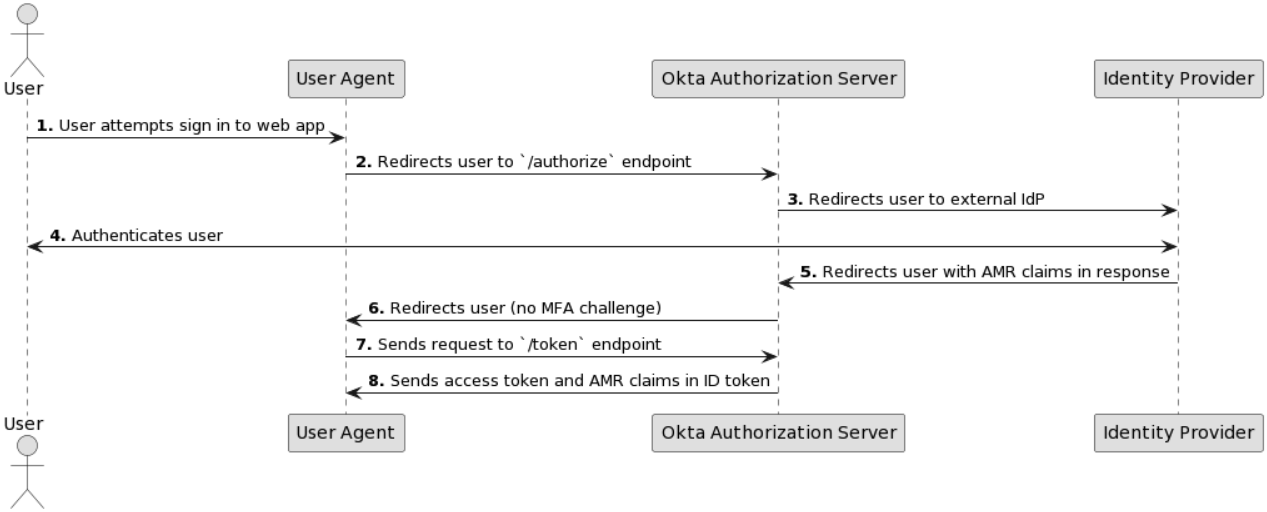 User
User Agent
Okta Authorization Server
Identity Provider
1. User attempts sign in to web app
2. Redirects user to `/authorize` endpoint
3. Redirects user to external IdP
4. Authenticates user
5. Redirects user with AMR claims in response
6. Redirects user (no MFA challenge)
7. Sends request to `/token` endpoint
8. Sends access token and AMR claims in ID token
User
User Agent
Okta Authorization Server
Identity Provider